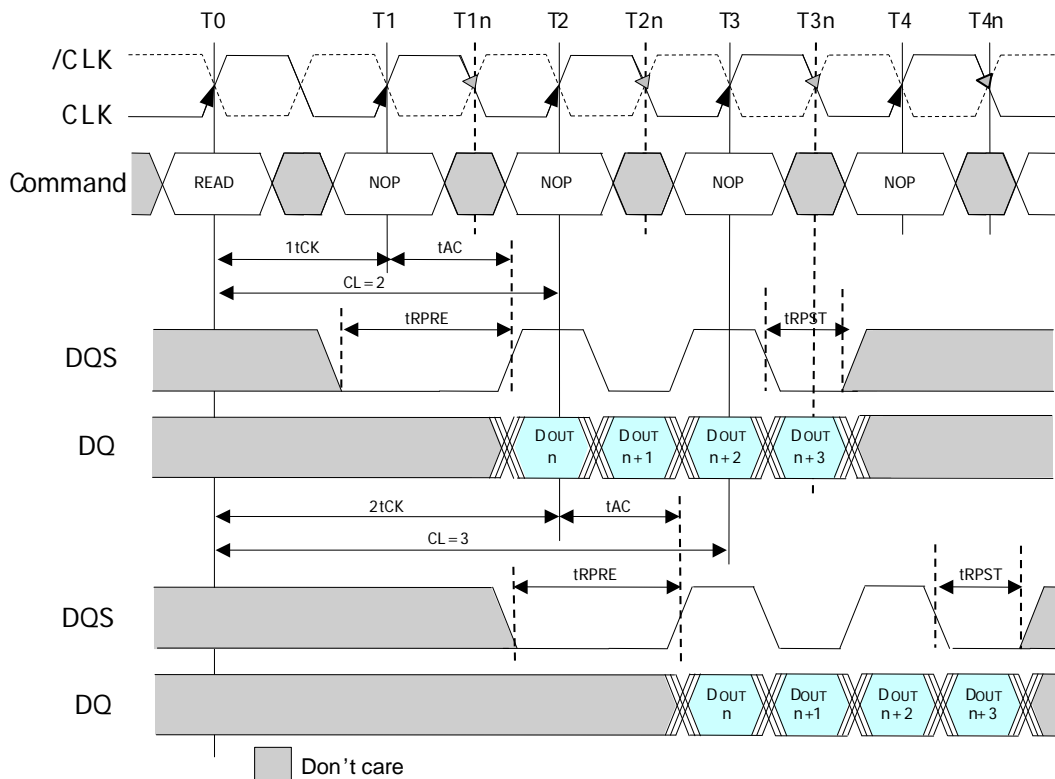 T0 T1 T1n T2 T2n T3 T3n T4 T4n
/CLK
CLK
Command READ NOP NOP NOP NOP
1tCK tAC
CL=2
tRPRE tRPST
DQS
DQ
DOUT n
DOUT n+1
DOUT n+2
DOUT n+3
2tCK tAC
CL=3
tRPRE tRPST
DQS
DQ
DOUT n
DOUT n+1
DOUT n+2
DOUT n+3
Don't care